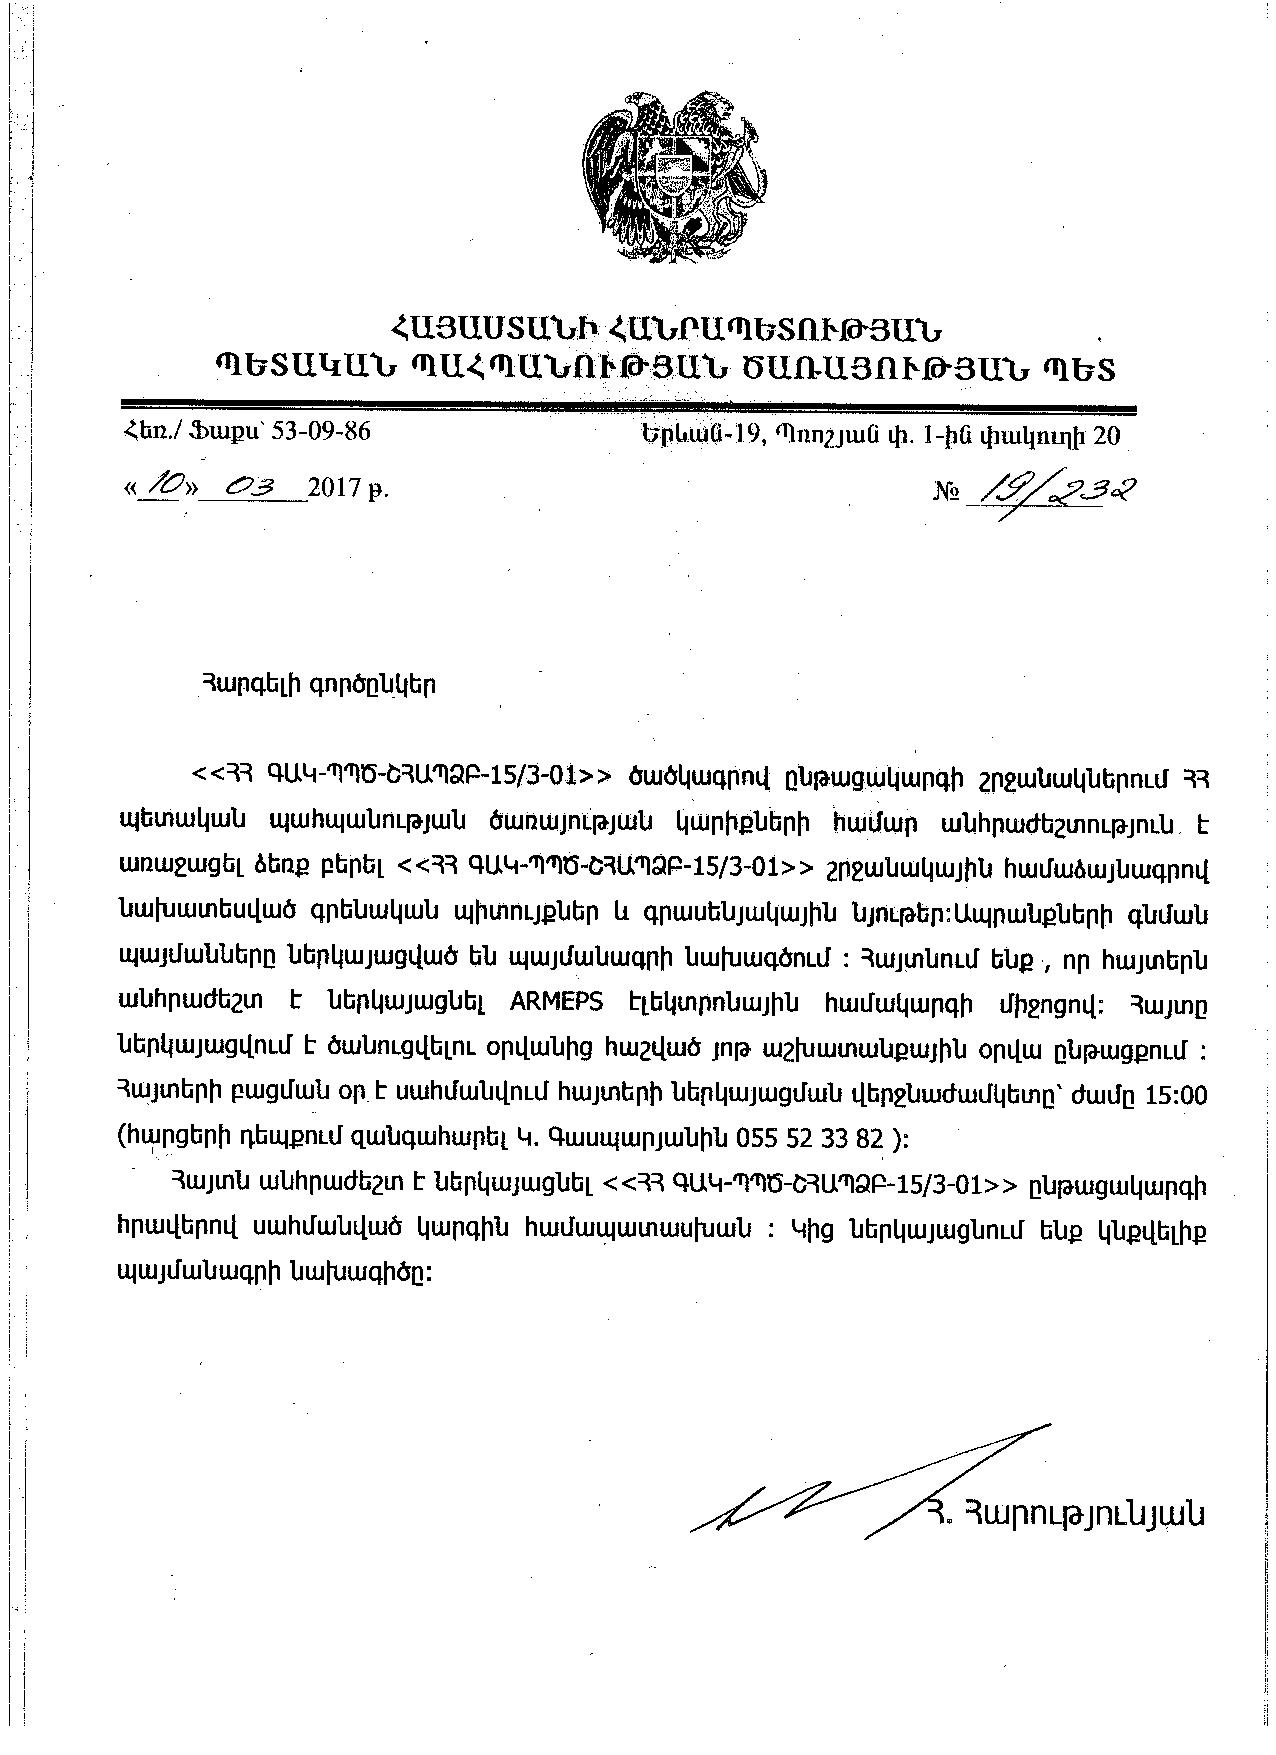 ՀԱՅԱՍՏԱՆԻ ՀԱՆՐԱՊԵՏՈՒԹՅԱՆ
ՊԵՏԱԿԱՆ ՊԱՀՊԱՆՈՒԹՅԱՆ ԾԱՌԱՅՈՒԹՅԱՆ ՊԵՏ
Հեռ./ Ֆաքս՝ 53-09-86 Երևան-19, Պռոշյան փ. 1-ին փակուղի 20
«10» 03 2017 թ. № 19/232
Հարգելի գործընկեր
<<ՀՀ ԳԱԿ-ՊՊԾ-ՇՀԱՊՁԲ-15/3-01>> ծածկագրով ընթացակարգի շրջանակներում ՀՀ
պետական պահպանության ծառայության կարիքների համար անհրաժեշտություն է
առաջացել ձեռք բերել <<ՀՀ ԳԱԿ-ՊՊԾ-ՇՀԱՊՁԲ-15/3-01>> շրջանակային համաձայնագրով
նախատեսված գրենական պիտույքներ և գրասենյակային նյութեր:Ապրանքների գնման
պայմանները ներկայացված են պայմանագրի նախագծում : Հայտնում ենք , որ հայտերն
անհրաժեշտ է ներկայացնել ARMEPS էլեկտրոնային համակարգի միջոցով: Հայտը
ներկայացվում է ծանուցվելու օրվանից հաշված յոթ աշխատանքային օրվա ընթացքում :
Հայտերի բացման օր է սահմանվում հայտերի ներկայացման վերջնաժամկետը՝ ժամը 15:00
(հարցերի դեպքում զանգահարել Կ. Գասպարյանին 055 52 33 82 ):
Հայտն անհրաժեշտ է ներկայացնել <<ՀՀ ԳԱԿ-ՊՊԾ-ՇՀԱՊՁԲ-15/3-01>> ընթացակարգի
հրավերով սահմանված կարգին համապատասխան : Կից ներկայացնում ենք կնքվելիք
պայմանագրի նախագիծը:
Հ. Հարությունյան